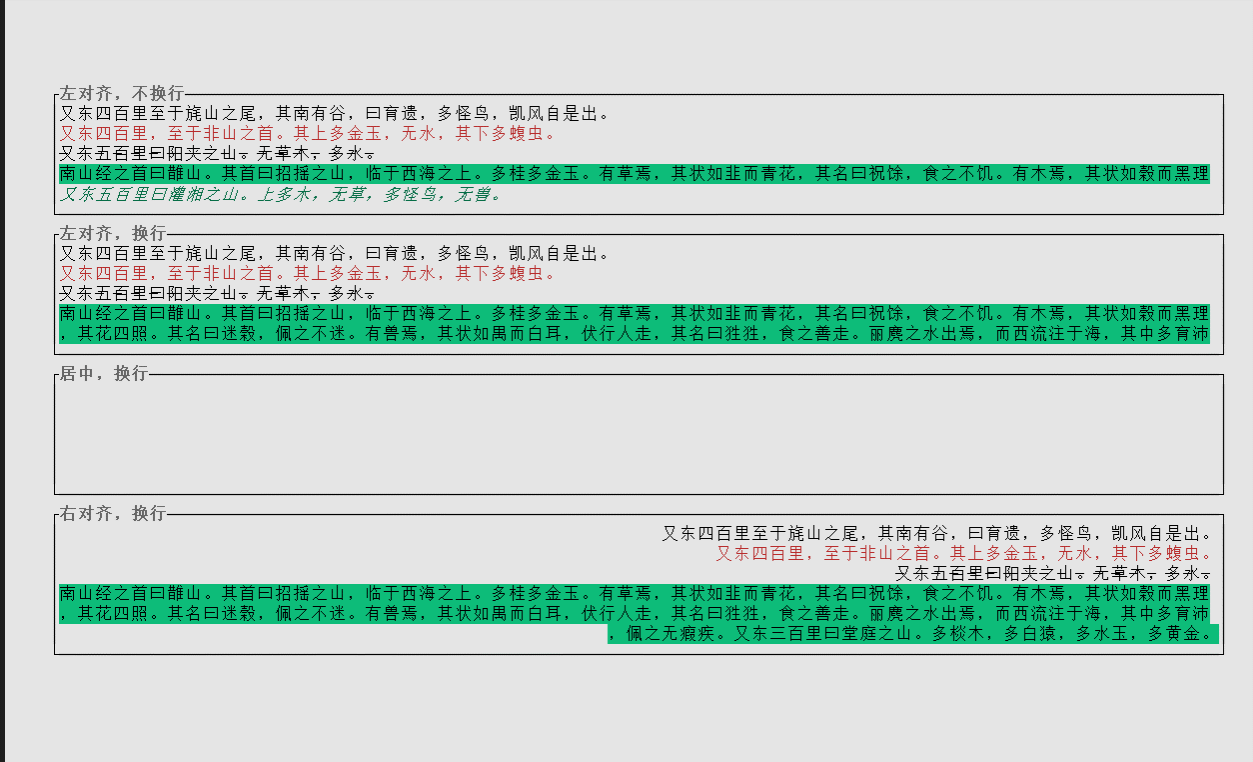 左对齐，不换行
又东四百里至于旄山之尾，其南有谷，曰育遗，多怪鸟，凯风自是出。
又东四百里，至于非山之首。其上多金玉，无水，其下多蝮虫。
又东五百里曰阳夹之山。无草木，多水。
南山经之首曰䧿山。其首曰招摇之山，临于西海之上。多桂多金玉。有草焉，其状如韭而青花，其名曰祝馀，食之不饥。有木焉，其状如榖而黑理
又东五百里曰灌湘之山。上多木，无草，多怪鸟，无兽。
左对齐，换行
又东四百里至于旄山之尾，其南有谷，曰育遗，多怪鸟，凯风自是出。
又东四百里，至于非山之首。其上多金玉，无水，其下多蝮虫。
又东五百里曰阳夹之山。无草木，多水。
南山经之首曰䧿山。其首曰招摇之山，临于西海之上。多桂多金玉。有草焉，其状如韭而青花，其名曰祝馀，食之不饥。有木焉，其状如榖而黑理
，其花四照。其名曰迷榖，佩之不迷。有兽焉，其状如禺而白耳，伏行人走，其名曰狌狌，食之善走。丽麂之水出焉，而西流注于海，其中多育沛
居中，换行
右对齐，换行
又东四百里至于旄山之尾，其南有谷，曰育遗，多怪鸟，凯风自是出。
又东四百里，至于非山之首。其上多金玉，无水，其下多蝮虫。
又东五百里曰阳夹之山。无草木，多水。
南山经之首曰䧿山。其首曰招摇之山，临于西海之上。多桂多金玉。有草焉，其状如韭而青花，其名曰祝馀，食之不饥。有木焉，其状如榖而黑理
，其花四照。其名曰迷榖，佩之不迷。有兽焉，其状如禺而白耳，伏行人走，其名曰狌狌，食之善走。丽麂之水出焉，而西流注于海，其中多育沛
，佩之无瘕疾。又东三百里曰堂庭之山。多棪木，多白猿，多水玉，多黄金。